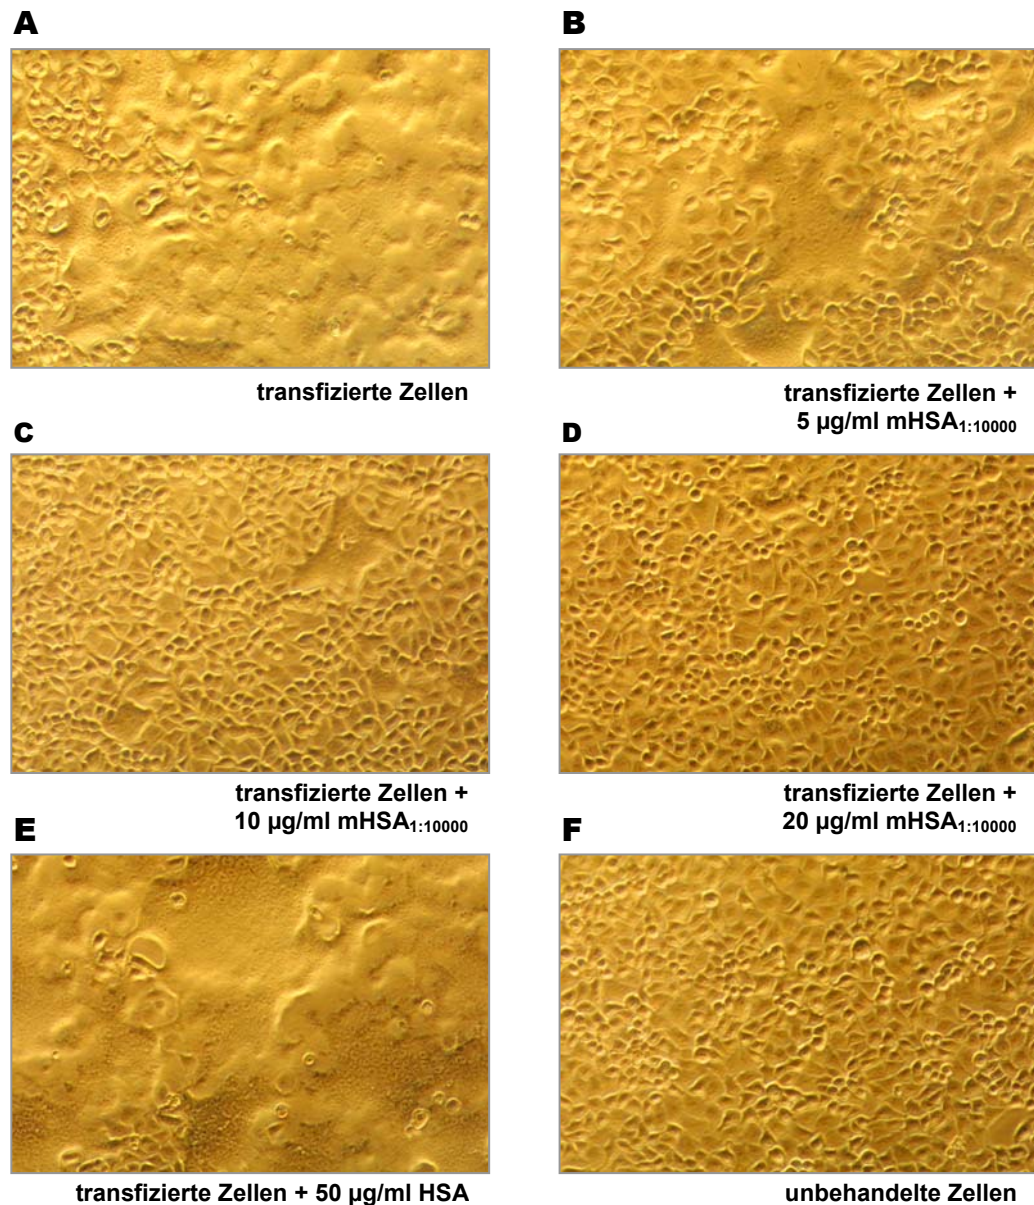 A
B
transfizierte Zellen
transfizierte Zellen +
5 µg/ml mHSA1:10000
C
D
transfizierte Zellen +
10 µg/ml mHSA1:10000
transfizierte Zellen +
20 µg/ml mHSA1:10000
E
F
transfizierte Zellen + 50 µg/ml HSA
unbehandelte Zellen